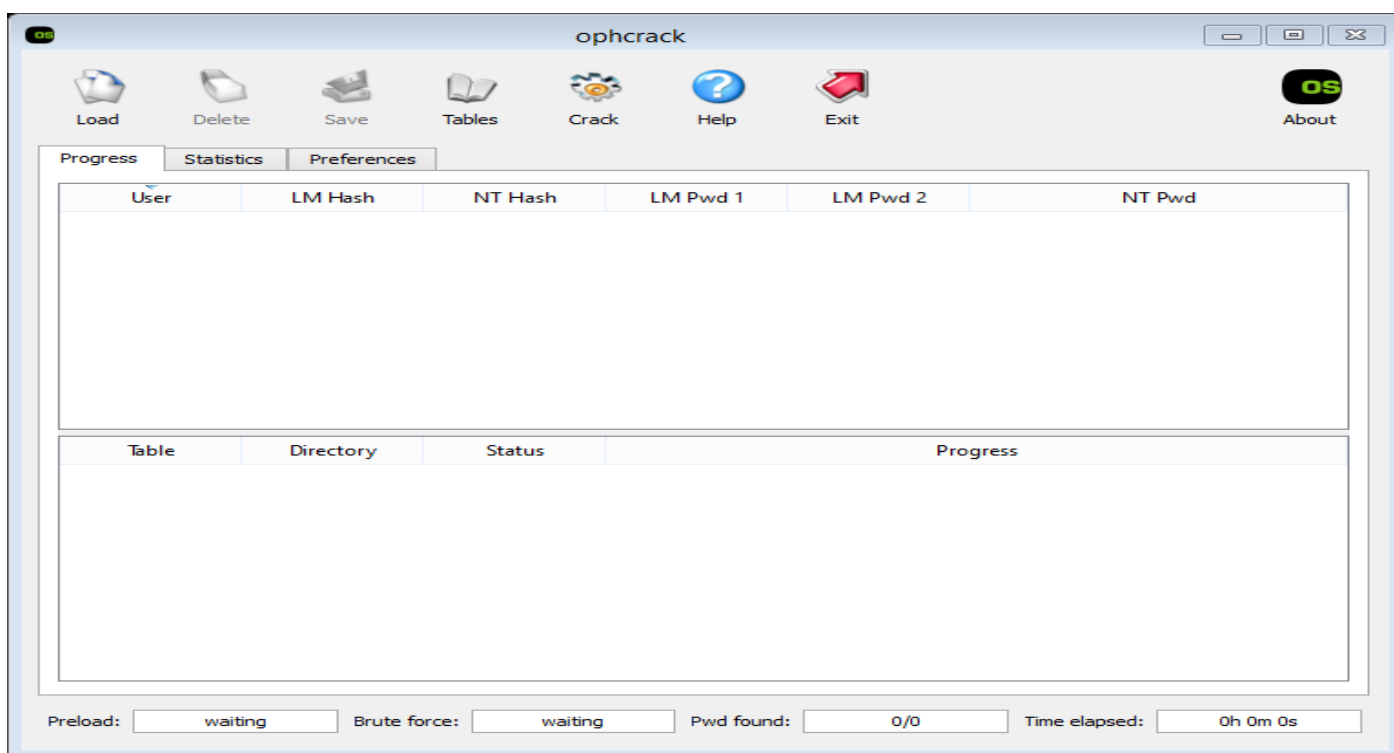 OS ophcrack
OS
Load Delete Save Tables Crack Help Exit About
Progress Statistics Preferences
User LM Hash NT Hash LM Pwd 1 LM Pwd 2 NT Pwd
Table Directory Status Progress
Preload: waiting Brute force: waiting Pwd found: 0/0 Time elapsed: 0h 0m 0s